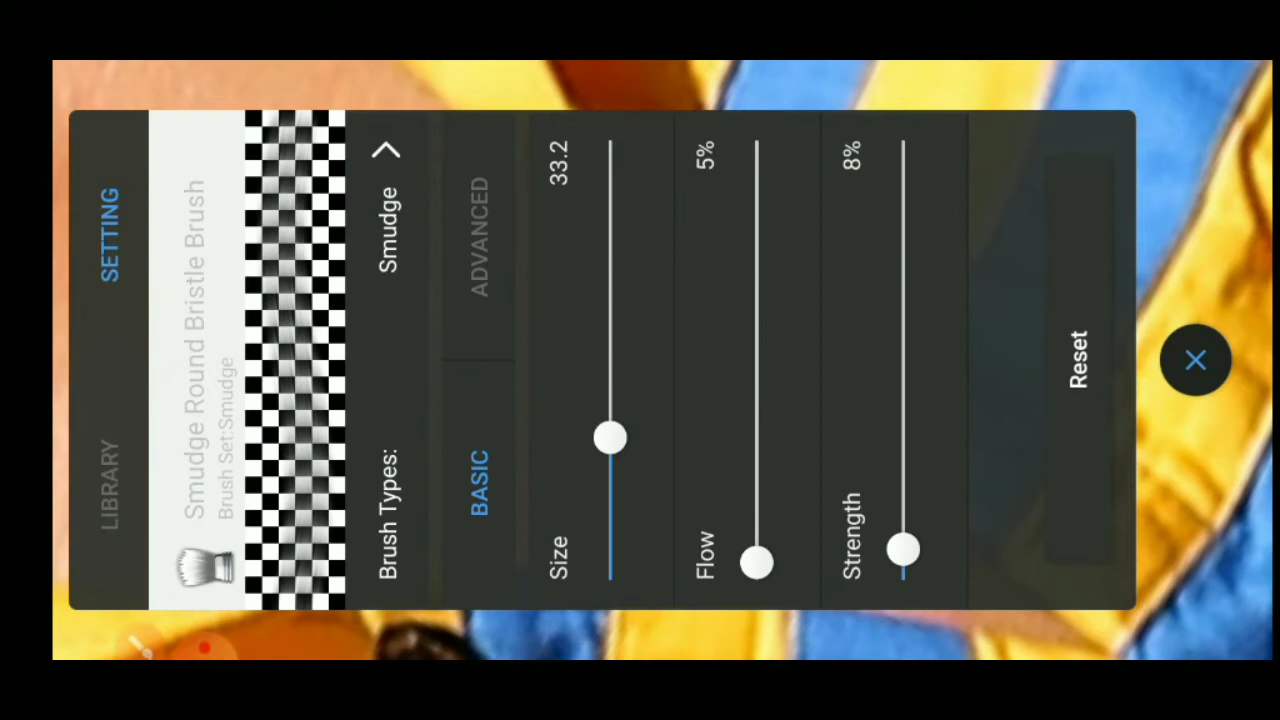 LIBRARY SETTING
Smudge Round Bristle Brush
Brush Set:Smudge
Brush Types: Smudge
BASIC ADVANCED
Size 33.2
Flow 5%
Strength 8%
Reset